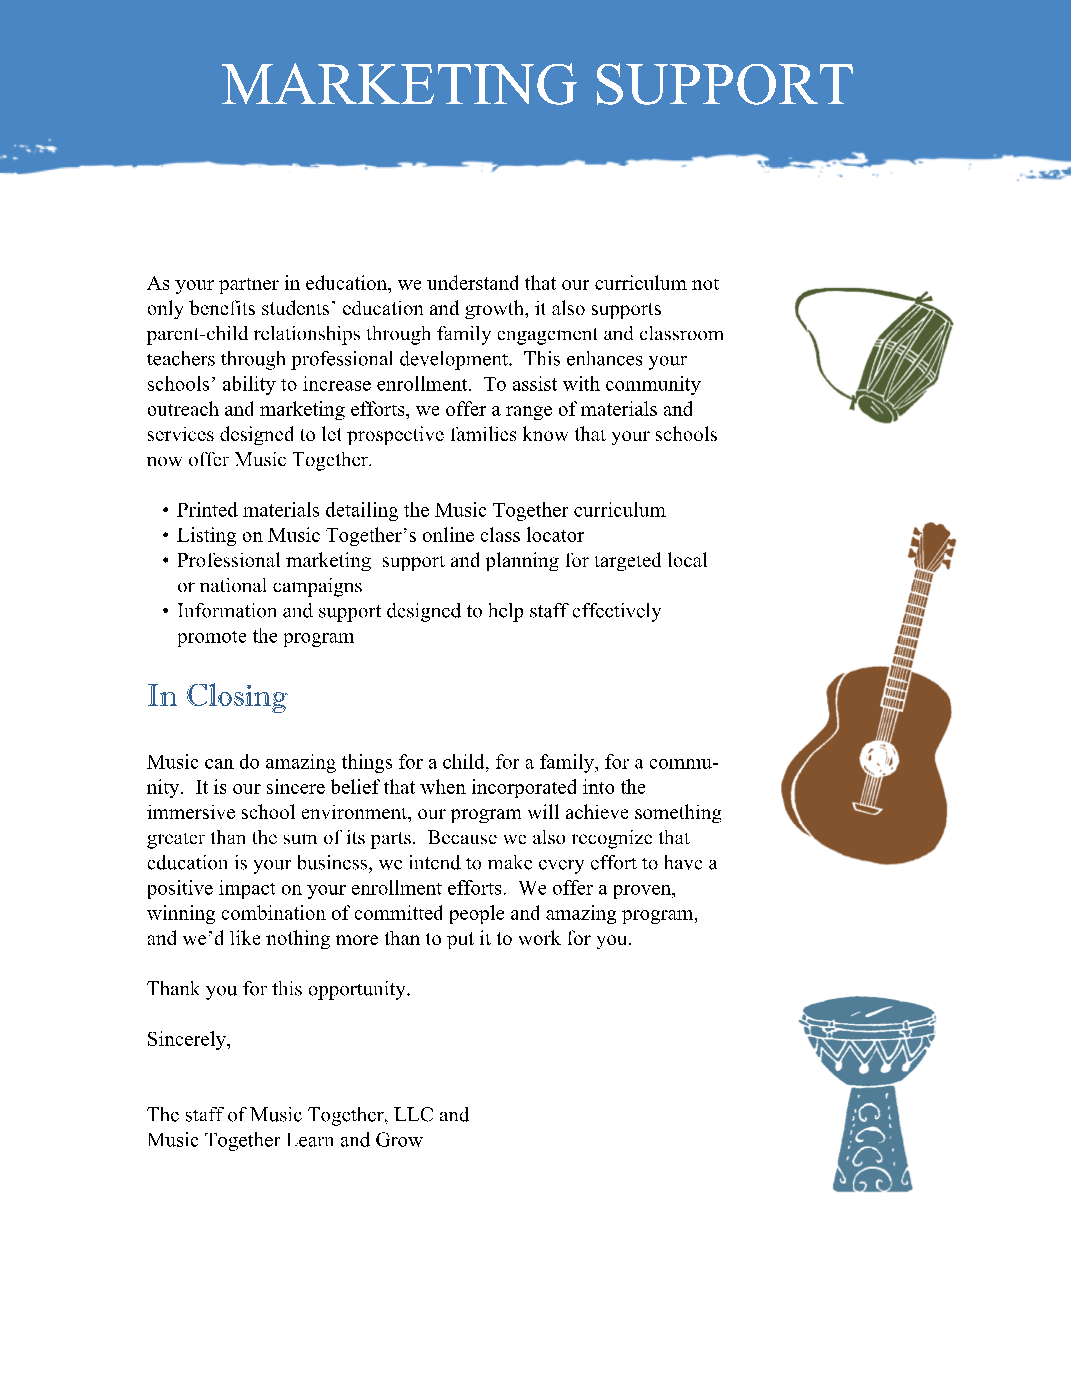 MARKETING SUPPORT
As your partner in education, we understand that our curriculum not
only benefits students’ education and growth, it also supports
parent-child relationships through family engagement and classroom
teachers through professional development.  This enhances your
schools’ ability to increase enrollment.  To assist with community
outreach and marketing efforts, we offer a range of materials and
services designed to let prospective families know that your schools
now offer Music Together.
• Printed materials detailing the Music Together curriculum
• Listing on Music Together’s online class locator
• Professional marketing  support and planning for targeted local
or national campaigns
• Information and support designed to help staff effectively
promote the program
In Closing
Music can do amazing things for a child, for a family, for a commu-
nity.  It is our sincere belief that when incorporated into the
immersive school environment, our program will achieve something
greater than the sum of its parts.  Because we also recognize that
education is your business, we intend to make every effort to have a
positive impact on your enrollment efforts.  We offer a proven,
winning combination of committed people and amazing program,
and we’d like nothing more than to put it to work for you.
Thank you for this opportunity.
Sincerely,
The staff of Music Together, LLC and
Music Together Learn and Grow